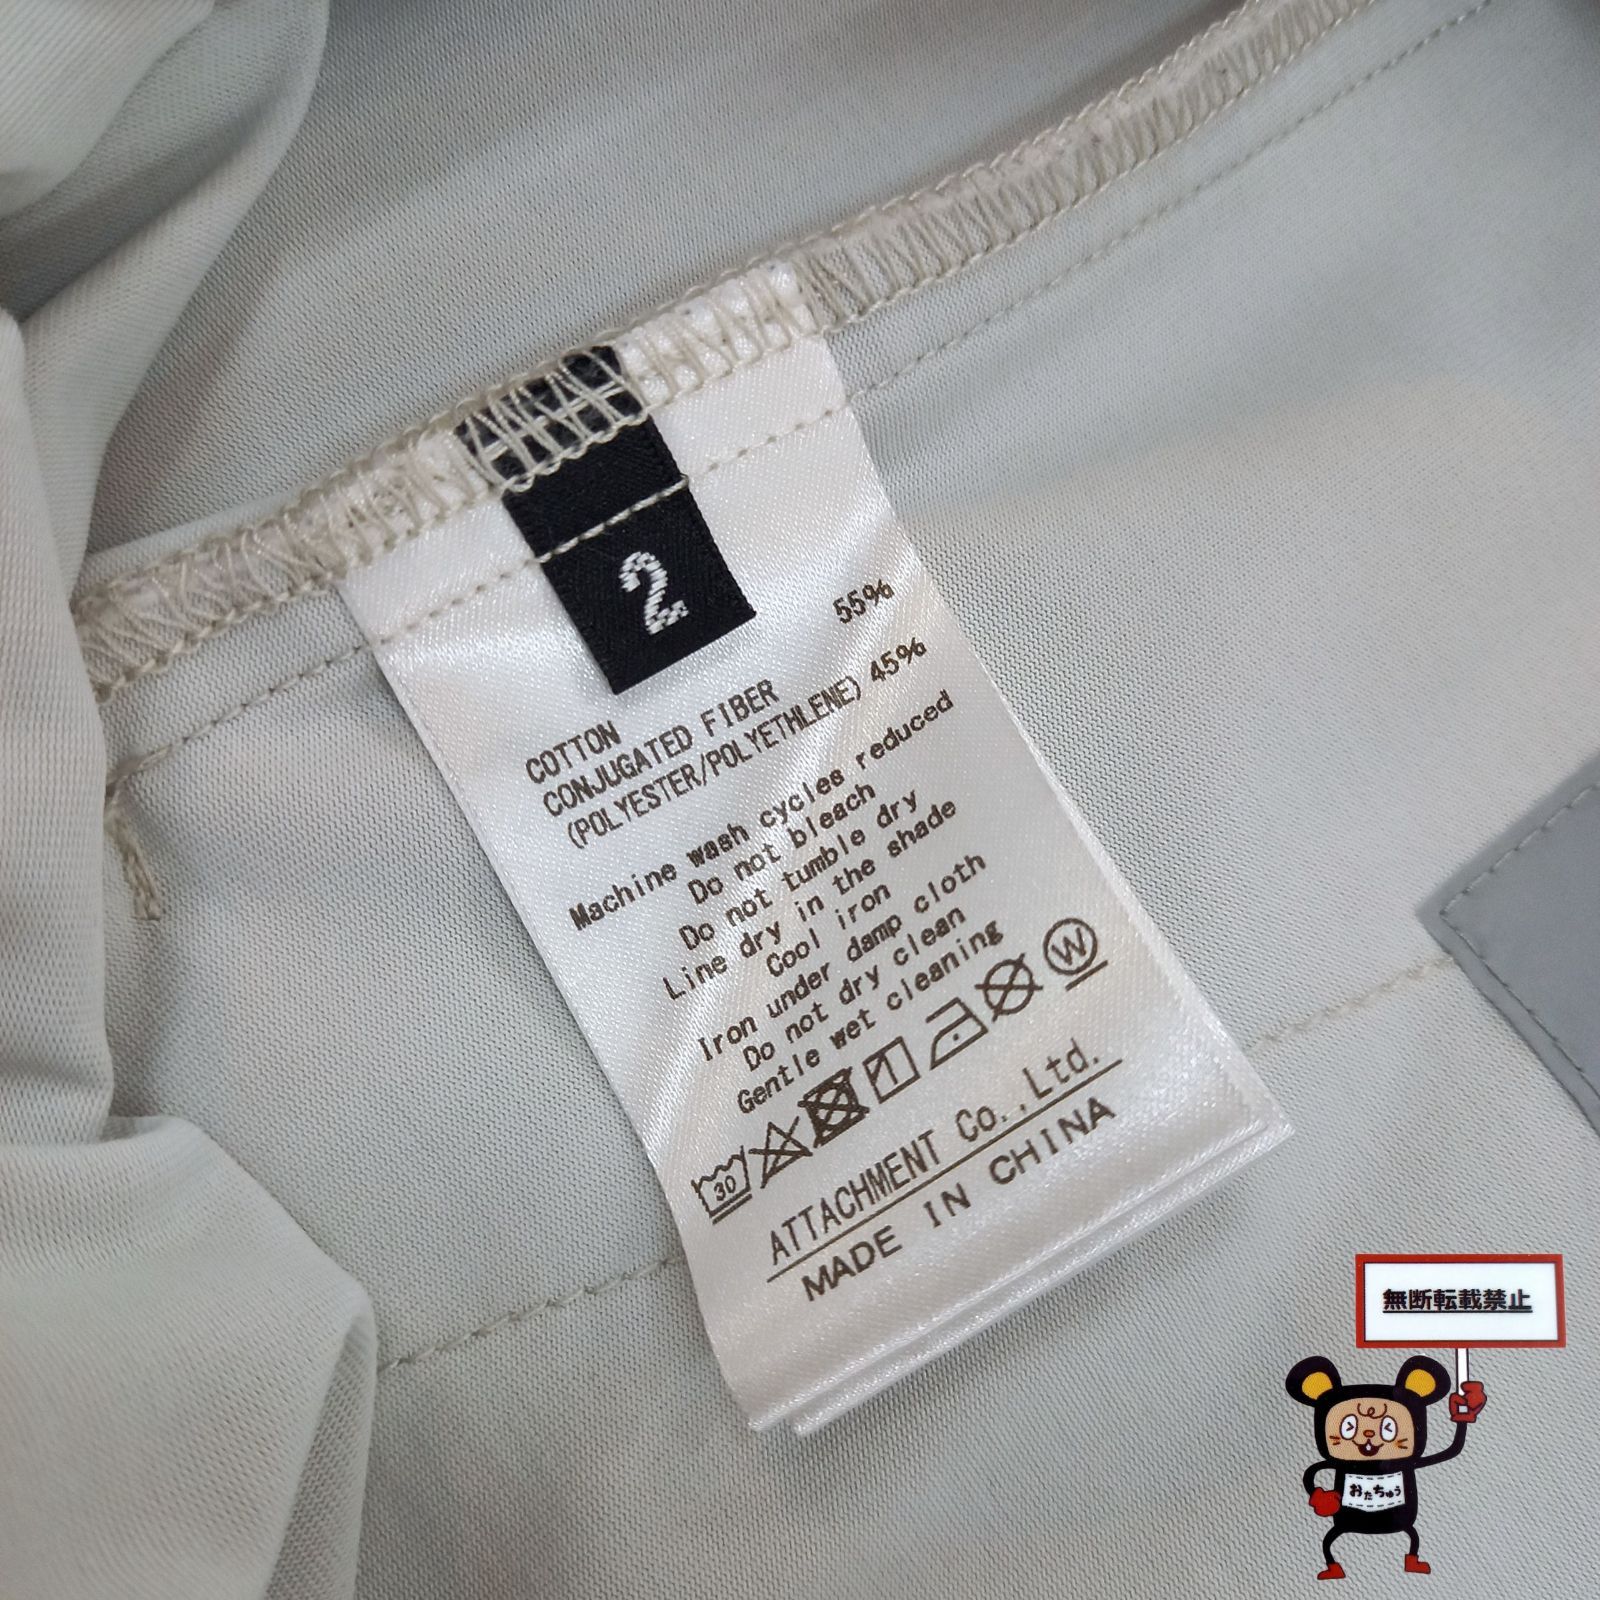 2
COTTON 55%
CONJUGATED FIBER
(POLYESTER/POLYETHLENE) 45%
Machine wash cycles reduced
Do not bleach
Do not tumble dry
Line dry in the shade
Cool iron
Iron under damp cloth
Do not dry clean
Gentle wet cleaning
30 W
ATTACHMENT Co.,Ltd.
MADE IN CHINA
無断転載禁止
おたちゅう